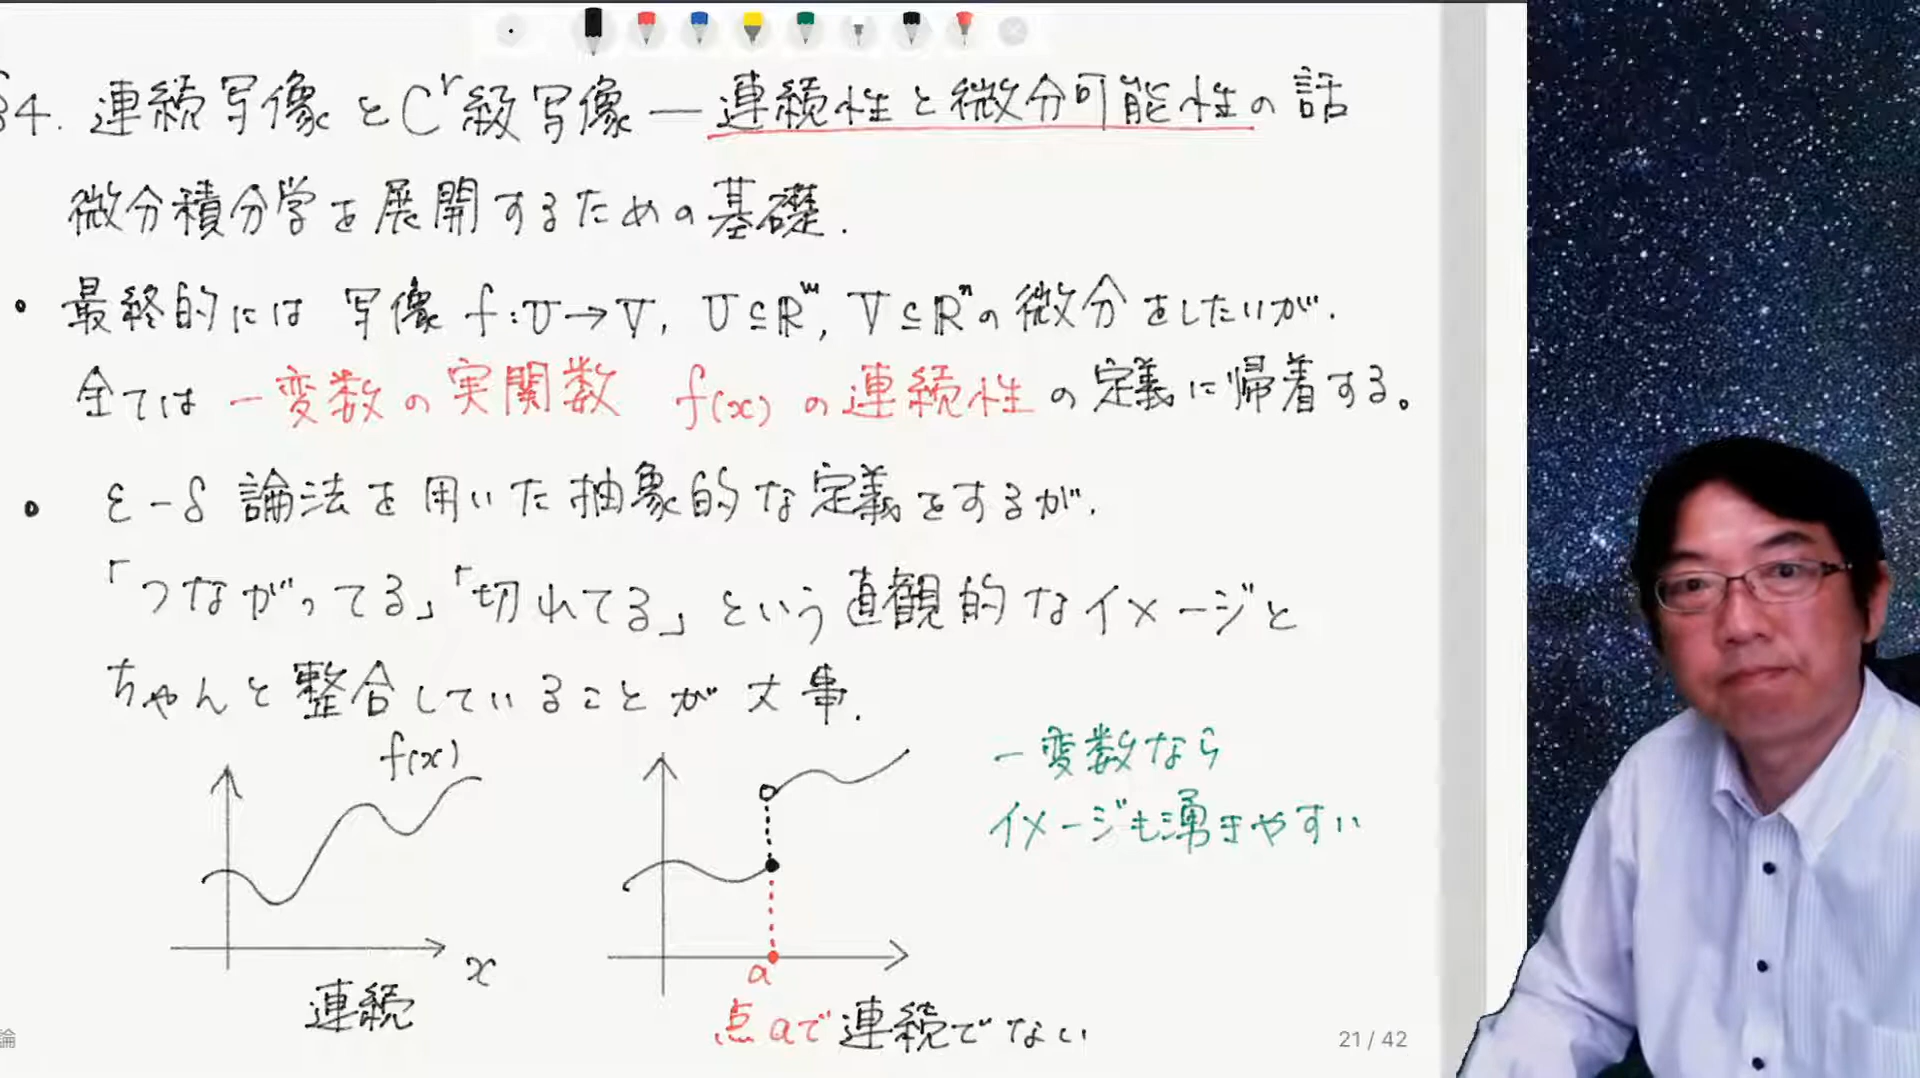 §4. 連続写像とCʳ級写像 — 連続性と微分可能性の話
微分積分学を展開するための基礎.
• 最終的には 写像 f:U→V, U⊆ℝᵐ, V⊆ℝⁿの微分をしたいが.
全ては一変数の実関数 f(x)の連続性の定義に帰着する。
• ε-δ 論法を用いた抽象的な定義をするが.
「つながってる」「切れてる」という直観的なイメージと
ちゃんと整合していることが大事.
f(x)
x
連続
a
点aで連続でない
一変数なら
イメージも湧きやすい
論
21 / 42